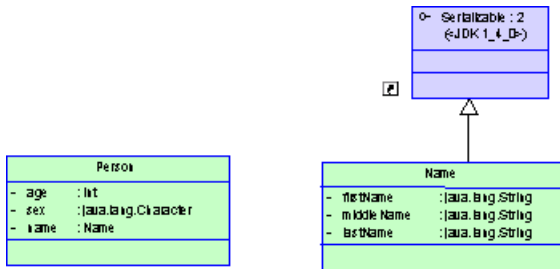 Serializable : 2
(<JDK 1_4_0>)
Person
- age : int
- sex : java.lang.Character
- name : Name
Name
- firstName : java.lang.String
- middleName : java.lang.String
- lastName : java.lang.String